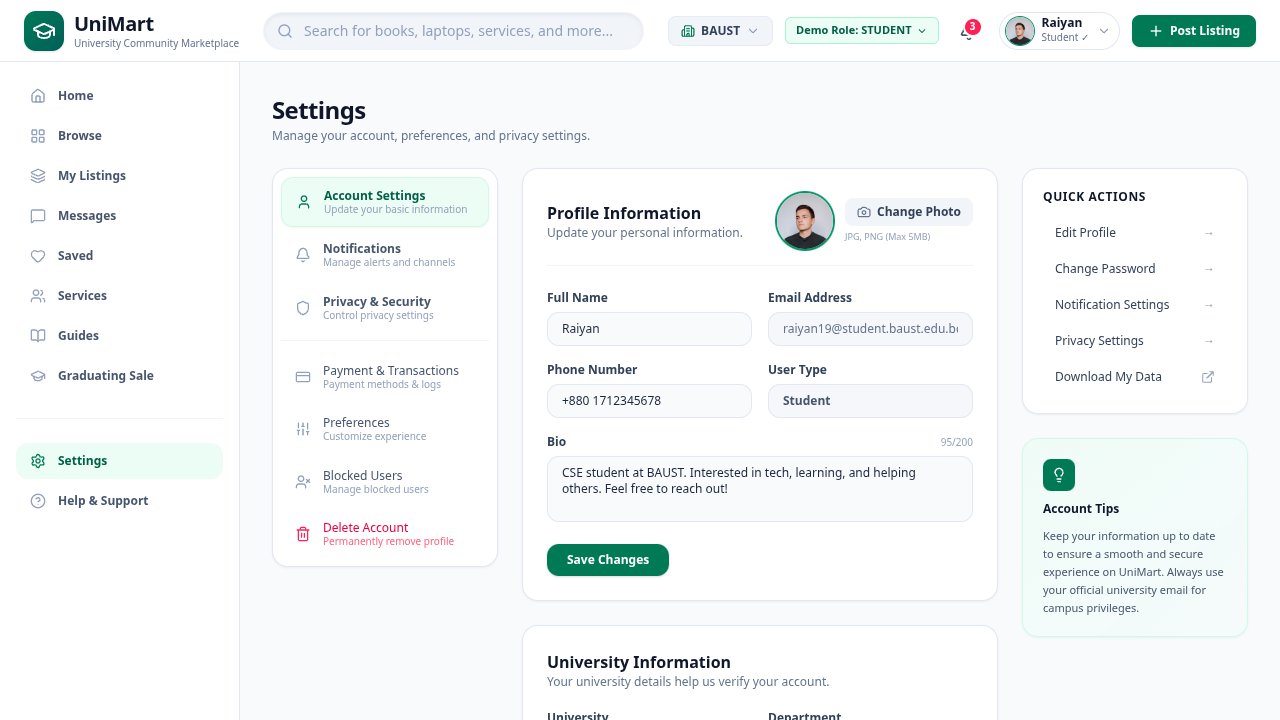 UniMart
University Community Marketplace
Search for books, laptops, services, and more...
BAUST
Demo Role: STUDENT
3
Raiyan
Student ✓
Post Listing
Home
Browse
My Listings
Messages
Saved
Services
Guides
Graduating Sale
Settings
Help & Support
Settings
Manage your account, preferences, and privacy settings.
Account Settings
Update your basic information
Notifications
Manage alerts and channels
Privacy & Security
Control privacy settings
Payment & Transactions
Payment methods & logs
Preferences
Customize experience
Blocked Users
Manage blocked users
Delete Account
Permanently remove profile
Profile Information
Update your personal information.
Change Photo
JPG, PNG (Max 5MB)
Full Name
Raiyan
Email Address
raiyan19@student.baust.edu.b
Phone Number
+880 1712345678
User Type
Student
Bio
95/200
CSE student at BAUST. Interested in tech, learning, and helping
others. Feel free to reach out!
Save Changes
University Information
Your university details help us verify your account.
University
Department
QUICK ACTIONS
Edit Profile →
Change Password →
Notification Settings →
Privacy Settings →
Download My Data
Account Tips
Keep your information up to date
to ensure a smooth and secure
experience on UniMart. Always use
your official university email for
campus privileges.